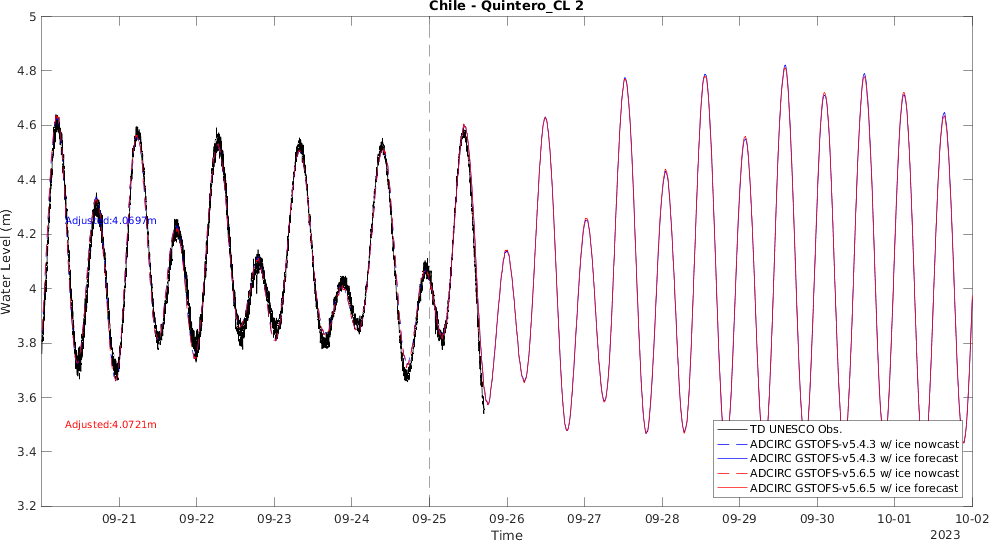 Chile - Quintero_CL 2
5
4.8
4.6
4.4
4.2
4
3.8
3.6
3.4
3.2
Water Level (m)
Adjusted:4.0697m
Adjusted:4.0721m
TD UNESCO Obs.
ADCIRC GSTOFS-v5.4.3 w/ ice nowcast
ADCIRC GSTOFS-v5.4.3 w/ ice forecast
ADCIRC GSTOFS-v5.6.5 w/ ice nowcast
ADCIRC GSTOFS-v5.6.5 w/ ice forecast
09-21 09-22 09-23 09-24 09-25 09-26 09-27 09-28 09-29 09-30 10-01 10-02
Time
2023